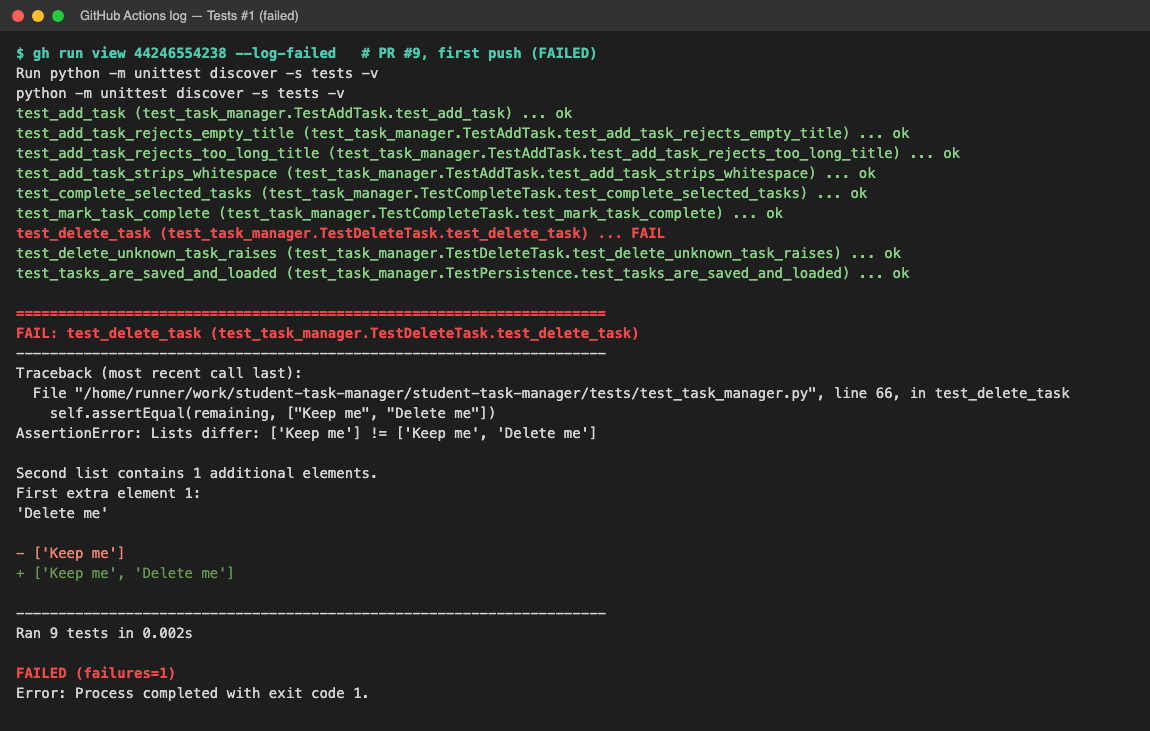 GitHub Actions log — Tests #1 (failed)
$ gh run view 44246554238 --log-failed   # PR #9, first push (FAILED)
Run python -m unittest discover -s tests -v
python -m unittest discover -s tests -v
test_add_task (test_task_manager.TestAddTask.test_add_task) ... ok
test_add_task_rejects_empty_title (test_task_manager.TestAddTask.test_add_task_rejects_empty_title) ... ok
test_add_task_rejects_too_long_title (test_task_manager.TestAddTask.test_add_task_rejects_too_long_title) ... ok
test_add_task_strips_whitespace (test_task_manager.TestAddTask.test_add_task_strips_whitespace) ... ok
test_complete_selected_tasks (test_task_manager.TestCompleteTask.test_complete_selected_tasks) ... ok
test_mark_task_complete (test_task_manager.TestCompleteTask.test_mark_task_complete) ... ok
test_delete_task (test_task_manager.TestDeleteTask.test_delete_task) ... FAIL
test_delete_unknown_task_raises (test_task_manager.TestDeleteTask.test_delete_unknown_task_raises) ... ok
test_tasks_are_saved_and_loaded (test_task_manager.TestPersistence.test_tasks_are_saved_and_loaded) ... ok
======================================================================
FAIL: test_delete_task (test_task_manager.TestDeleteTask.test_delete_task)
----------------------------------------------------------------------
Traceback (most recent call last):
  File "/home/runner/work/student-task-manager/student-task-manager/tests/test_task_manager.py", line 66, in test_delete_task
    self.assertEqual(remaining, ["Keep me", "Delete me"])
AssertionError: Lists differ: ['Keep me'] != ['Keep me', 'Delete me']
Second list contains 1 additional elements.
First extra element 1:
'Delete me'
- ['Keep me']
+ ['Keep me', 'Delete me']
----------------------------------------------------------------------
Ran 9 tests in 0.002s
FAILED (failures=1)
Error: Process completed with exit code 1.